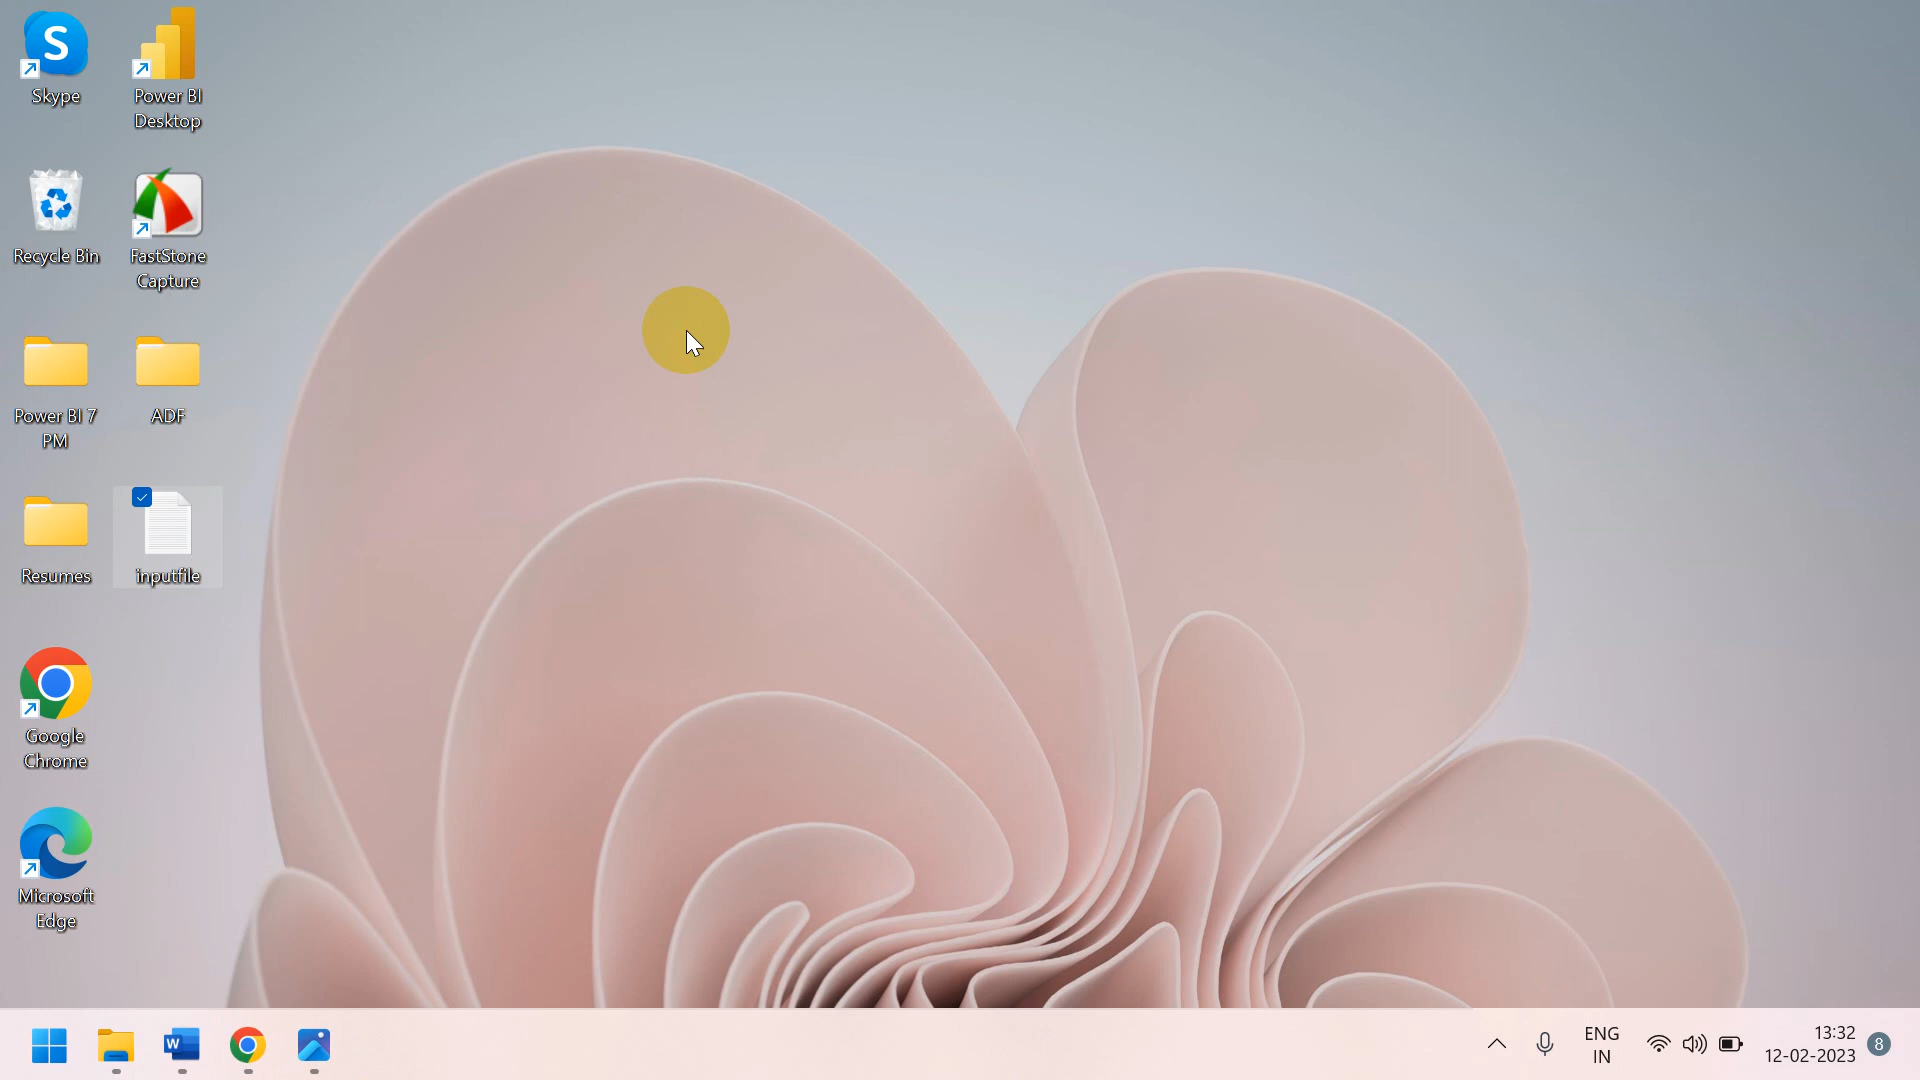 Skype
Power BI
Desktop
Recycle Bin
FastStone
Capture
Power BI 7
PM
ADF
Resumes
inputfile
Google
Chrome
Microsoft
Edge
ENG
IN
13:32
12-02-2023
8